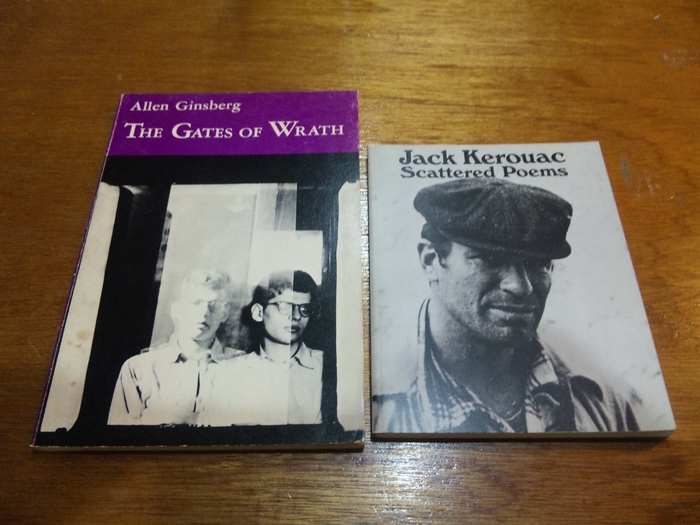 Allen Ginsberg
THE GATES OF WRATH
Jack Kerouac
Scattered Poems